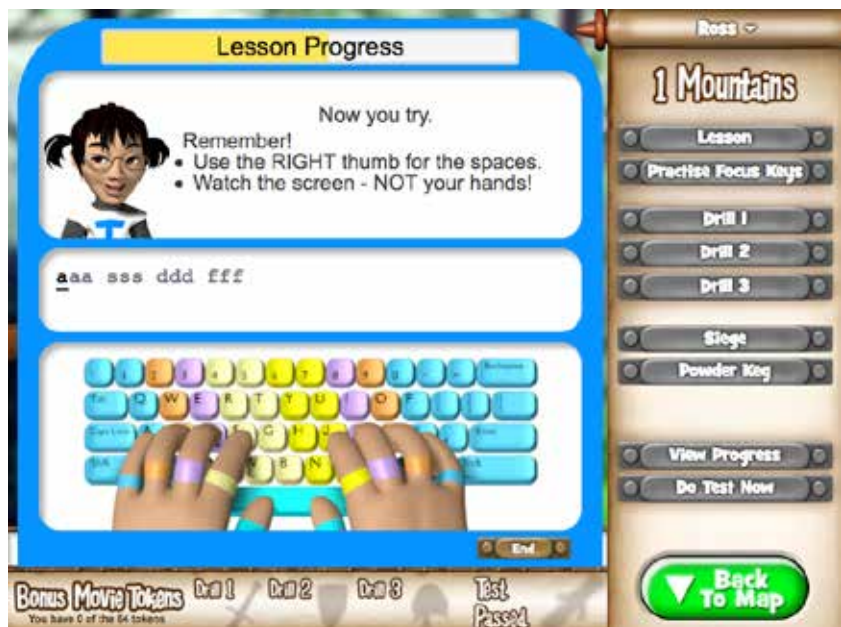 Lesson Progress
Now you try.
Remember!
• Use the RIGHT thumb for the spaces.
• Watch the screen - NOT your hands!
aaa sss ddd fff
Q W E R T Y U O P
G H J
B N
End
Bonus Movie Tokens
You have 0 of the 64 tokens
Drill 1
Drill 2
Drill 3
Test
Passed
Ross
1 Mountains
Lesson
Practise Focus Keys
Drill 1
Drill 2
Drill 3
Siege
Powder Keg
View Progress
Do Test Now
Back
To Map